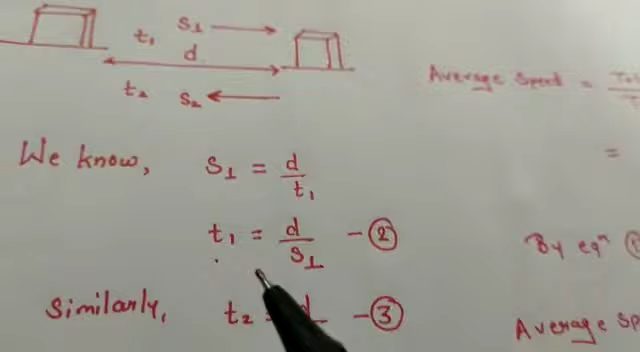 t₁ S₁ →
d
t₂ S₂ ←
Average Speed =
We know, S₁ = d/t₁
=
t₁ = d/S₁ - ②
By eqⁿ
Similarly, t₂ = d - ③
Average